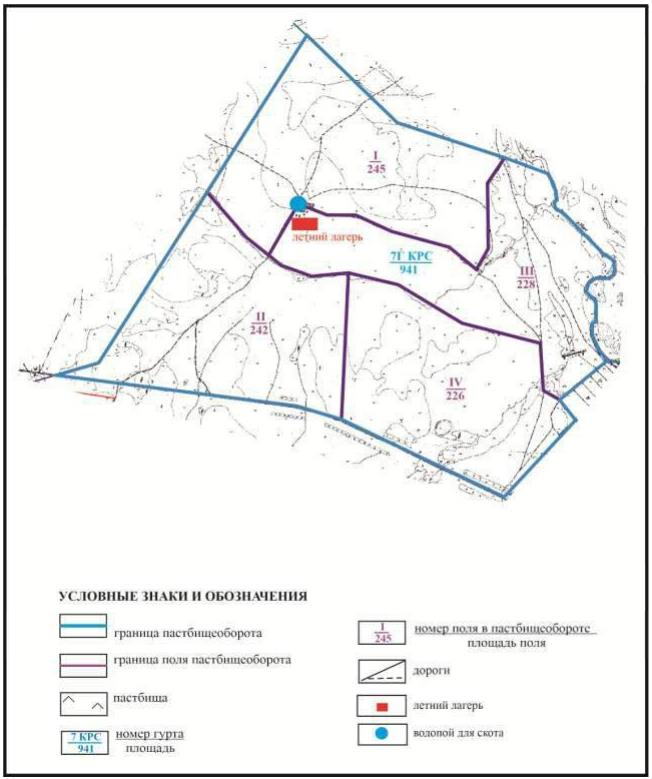 I
245
летний лагерь
7Г КРС
941
III
228
II
242
IV
226
УСЛОВНЫЕ ЗНАКИ И ОБОЗНАЧЕНИЯ
граница пастбищеоборота
граница поля пастбищеоборота
пастбища
7 КРС
941
номер гурта
площадь
I
245
номер поля в пастбищеобороте
площадь поля
дороги
летний лагерь
водопой для скота